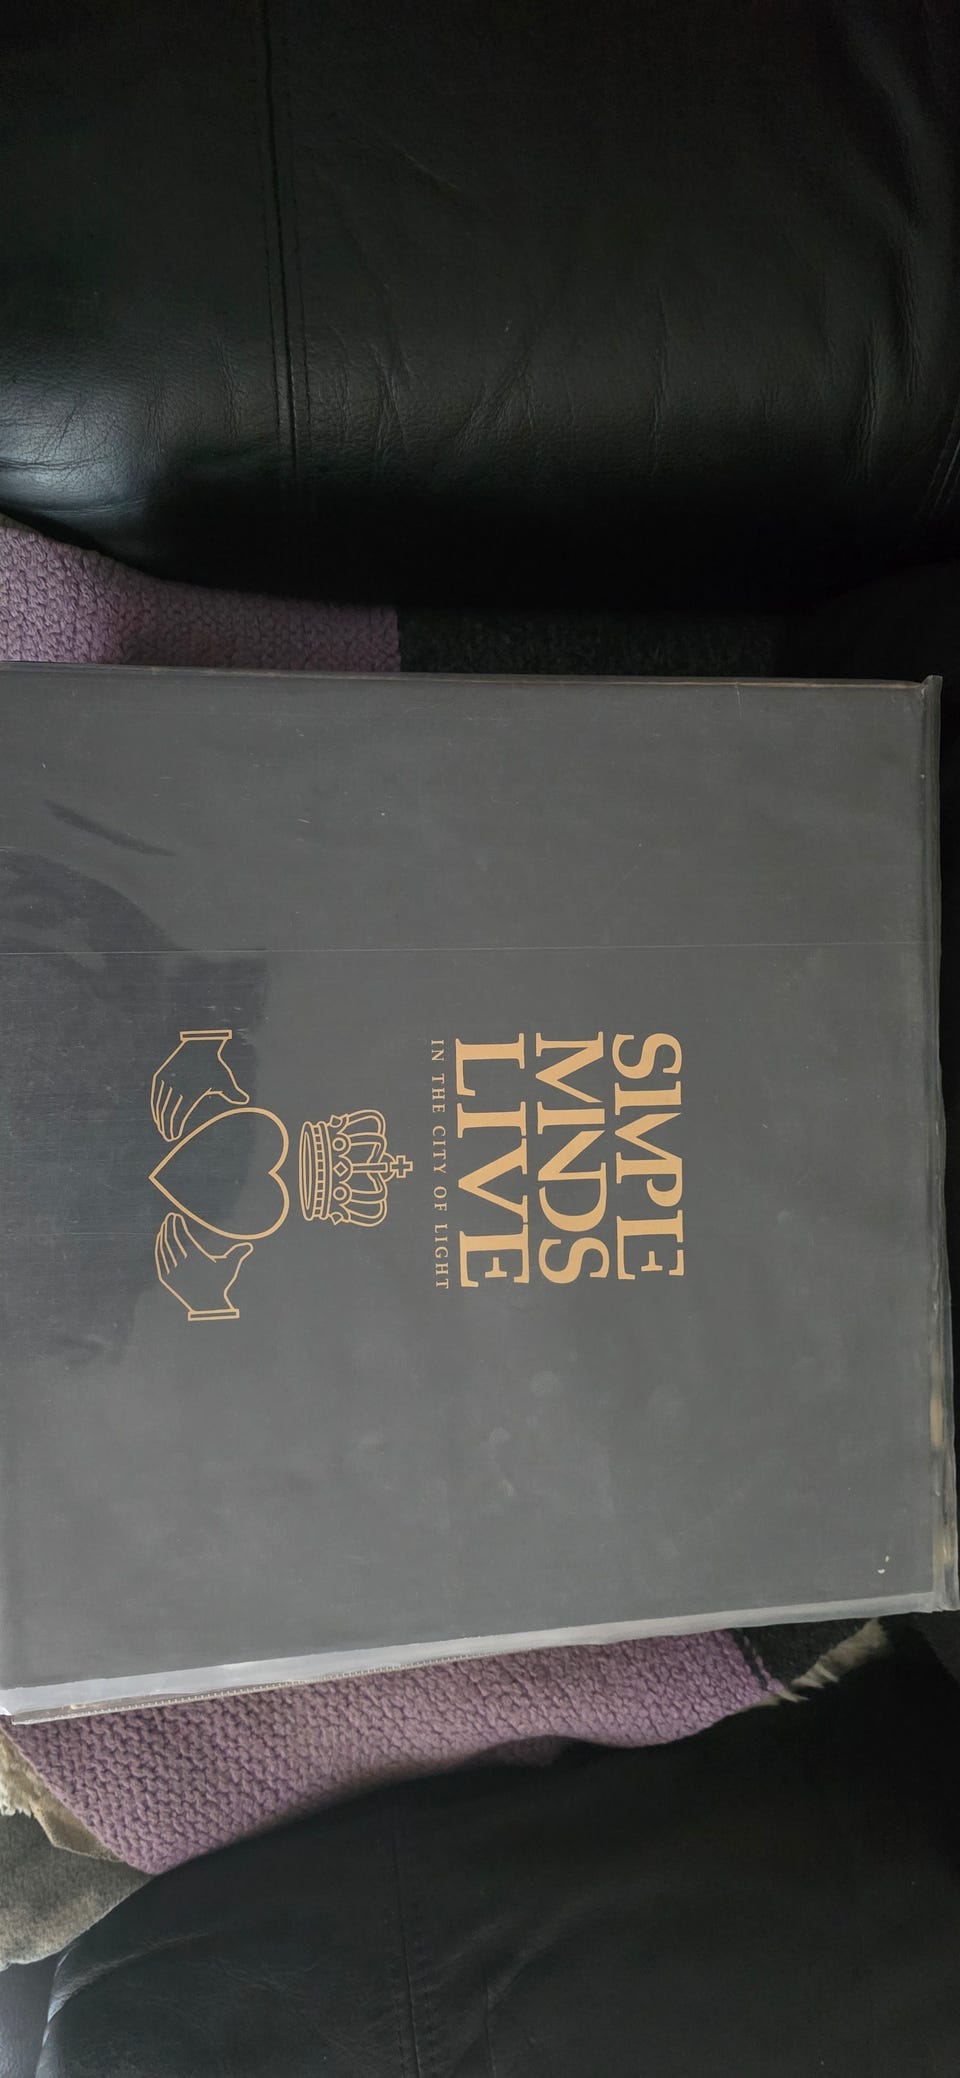 SIMPLE
MINDS
LIVE
IN THE CITY OF LIGHT